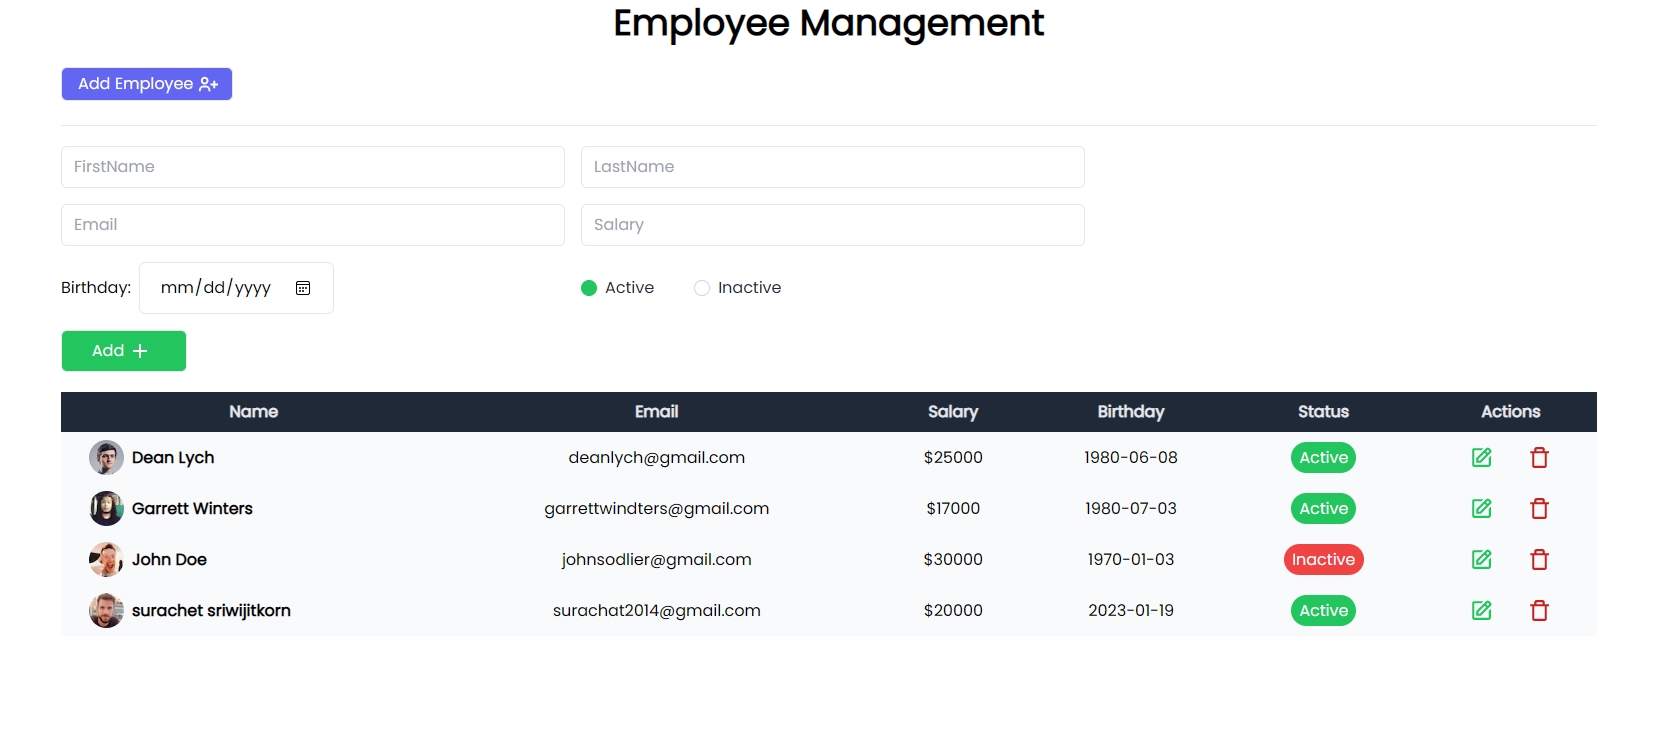 Employee Management
Add Employee
FirstName LastName
Email Salary
Birthday: mm/dd/yyyy Active Inactive
Add +
Name Email Salary Birthday Status Actions
Dean Lych deanlych@gmail.com $25000 1980-06-08 Active
Garrett Winters garrettwindters@gmail.com $17000 1980-07-03 Active
John Doe johnsodlier@gmail.com $30000 1970-01-03 Inactive
surachet sriwijitkorn surachat2014@gmail.com $20000 2023-01-19 Active